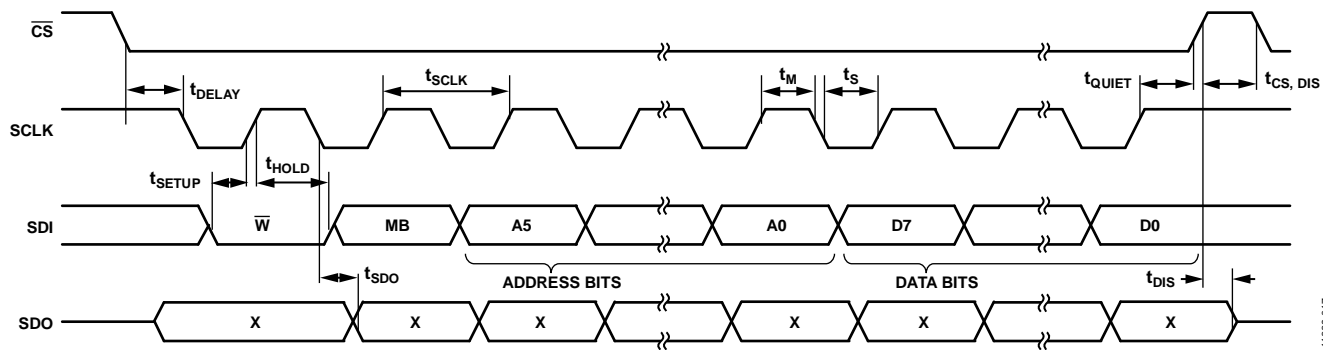 CS
tDELAY
tSCLK
tM
tS
tQUIET
tCS, DIS
SCLK
tSETUP
tHOLD
SDI
W
MB
A5
A0
D7
D0
tSDO
ADDRESS BITS
DATA BITS
tDIS
SDO
X
X
X
X
X
X